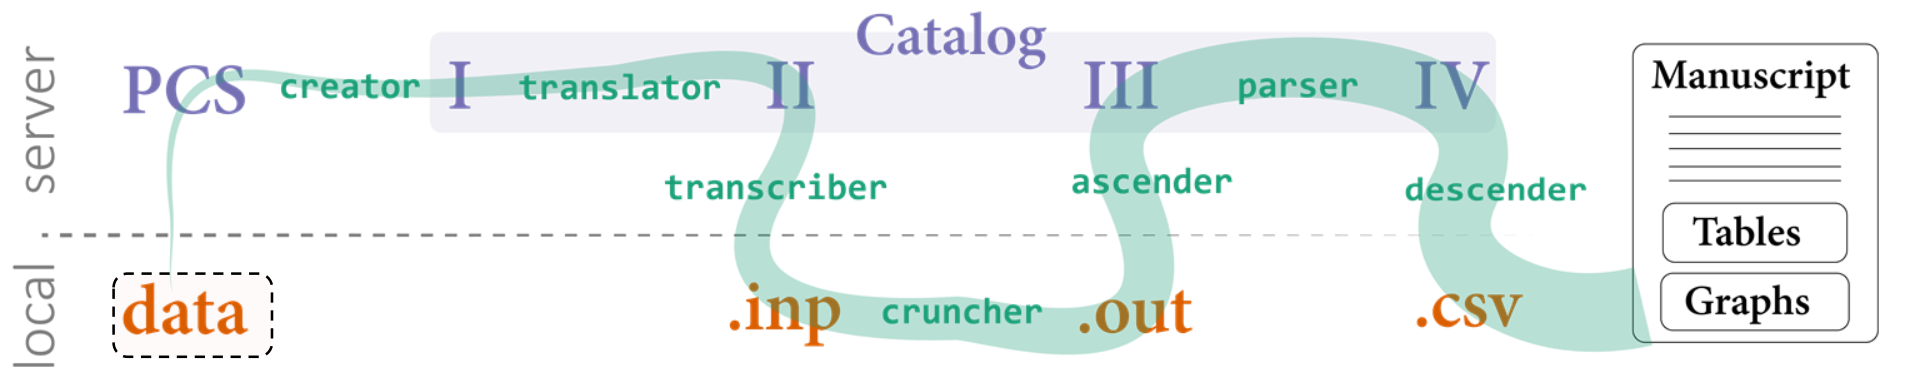 server
Catalog
PCS creator I translator II III parser IV
transcriber ascender descender
local
data .inp cruncher .out .csv
Manuscript
Tables
Graphs